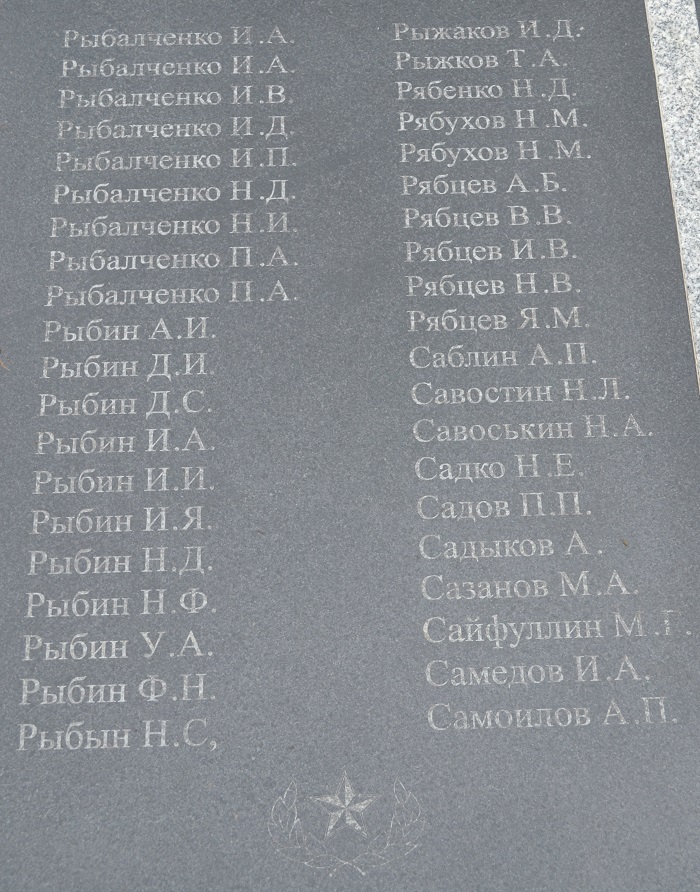 Рыбалченко И.А.
Рыбалченко И.А.
Рыбалченко И.В.
Рыбалченко И.Д.
Рыбалченко И.П.
Рыбалченко Н.Д.
Рыбалченко Н.И.
Рыбалченко П.А.
Рыбалченко П.А.
Рыбин А.И.
Рыбин Д.И.
Рыбин Д.С.
Рыбин И.А.
Рыбин И.И.
Рыбин И.Я.
Рыбин Н.Д.
Рыбин Н.Ф.
Рыбин У.А.
Рыбин Ф.Н.
Рыбын Н.С,
Рыжаков И.Д.
Рыжков Т.А.
Рябенко Н.Д.
Рябухов Н.М.
Рябухов Н.М.
Рябцев А.Б.
Рябцев В.В.
Рябцев И.В.
Рябцев Н.В.
Рябцев Я.М.
Саблин А.П.
Савостин Н.Л.
Савоськин Н.А.
Садко Н.Е.
Садов П.П.
Садыков А.
Сазанов М.А.
Сайфуллин М.Г
Самедов И.А.
Самоилов А.П.